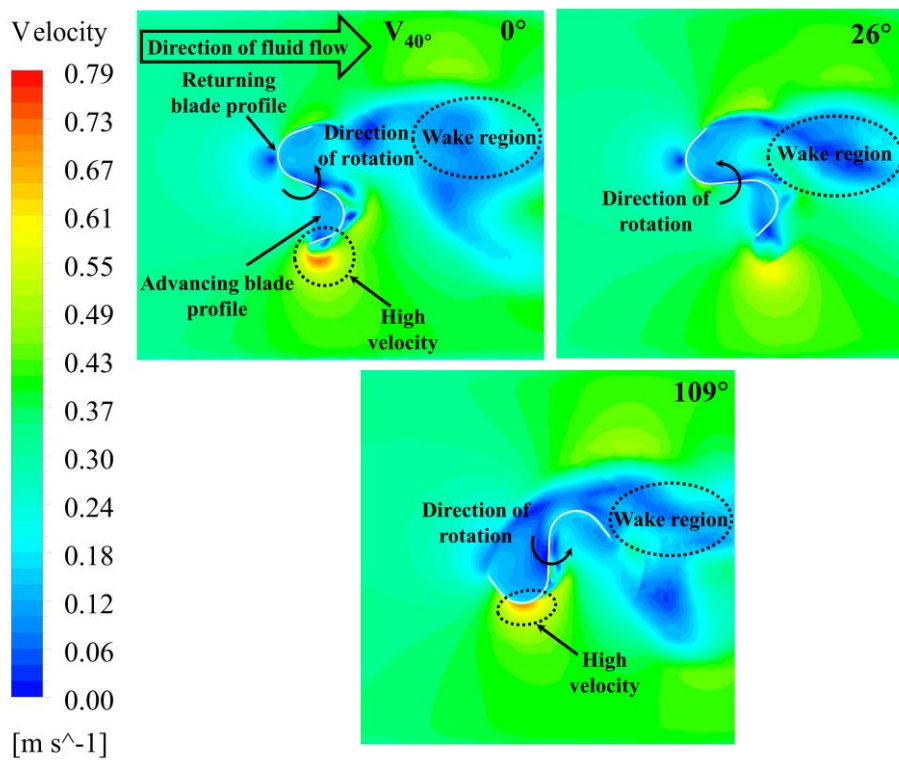 Velocity
0.79
0.73
0.67
0.61
0.55
0.49
0.43
0.37
0.30
0.24
0.18
0.12
0.06
0.00
[m s^-1]
Direction of fluid flow
V40°
0°
Returning
blade profile
Direction
of rotation
Wake region
Advancing blade
profile
High
velocity
26°
Wake region
Direction of
rotation
109°
Direction of
rotation
Wake region
High
velocity